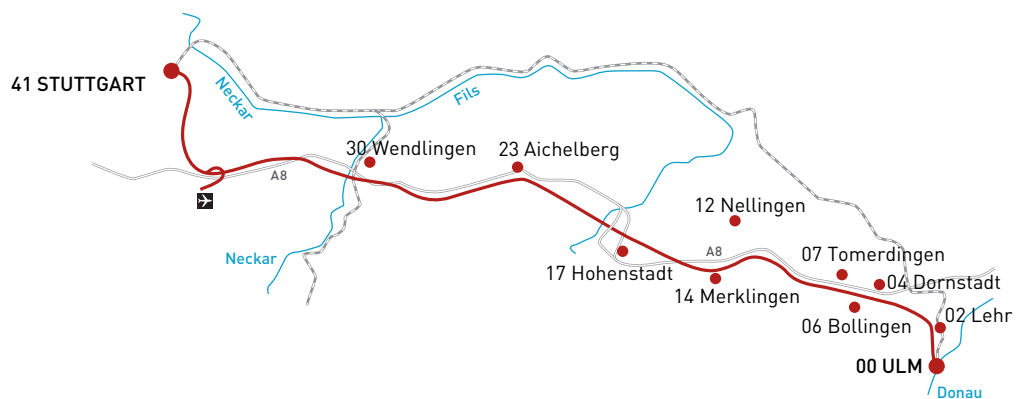 41 STUTTGART
Neckar
Fils
30 Wendlingen
23 Aichelberg
A8
12 Nellingen
Neckar
A8
07 Tomerdingen
17 Hohenstadt
04 Dornstadt
14 Merklingen
02 Lehr
06 Bollingen
00 ULM
Donau